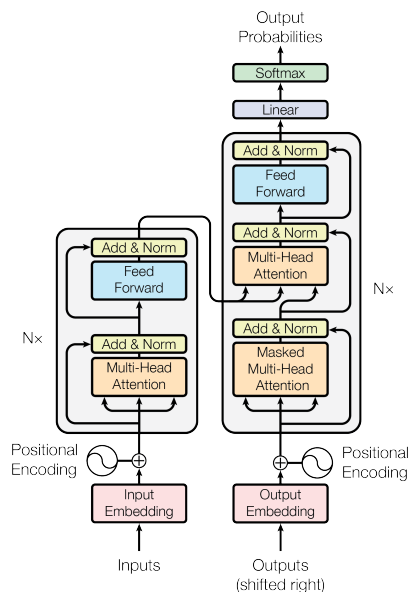 Output
Probabilities
Softmax
Linear
Add & Norm
Feed
Forward
Add & Norm
Multi-Head
Attention
Add & Norm
Masked
Multi-Head
Attention
N×
Positional
Encoding
Output
Embedding
Outputs
(shifted right)
Add & Norm
Feed
Forward
Add & Norm
Multi-Head
Attention
N×
Positional
Encoding
Input
Embedding
Inputs